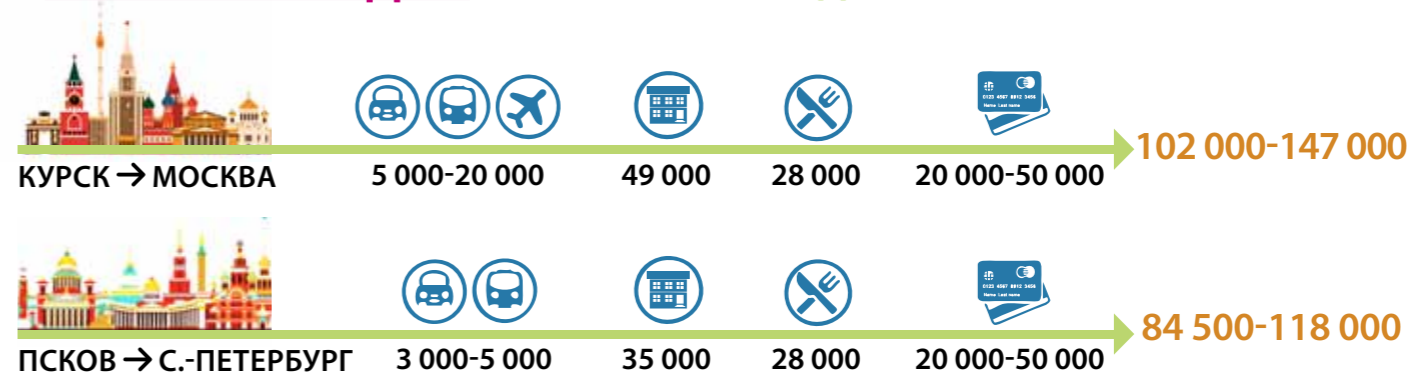 102 000-147 000
КУРСК → МОСКВА 5 000-20 000 49 000 28 000 20 000-50 000
84 500-118 000
ПСКОВ → С.-ПЕТЕРБУРГ 3 000-5 000 35 000 28 000 20 000-50 000